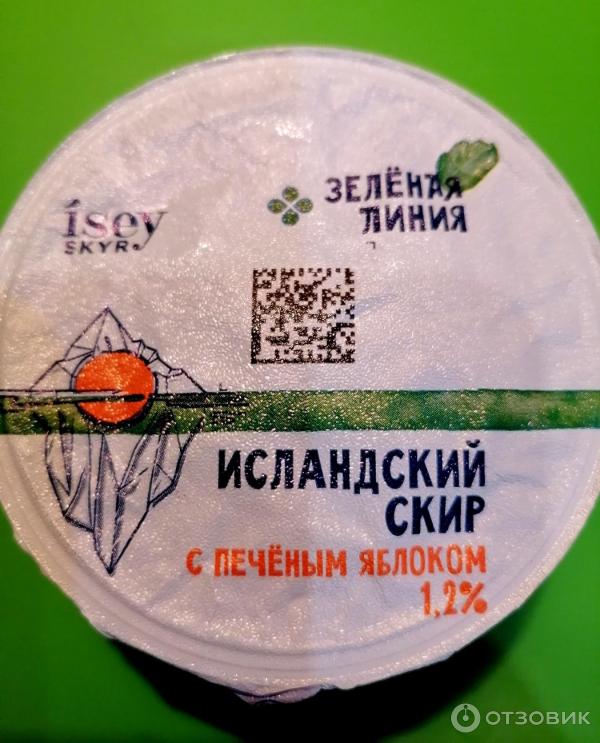 ísey
SKYR
ЗЕЛЁНАЯ
ЛИНИЯ
ИСЛАНДСКИЙ
СКИР
С ПЕЧЁНЫМ ЯБЛОКОМ
1,2%
ОТЗОВИК